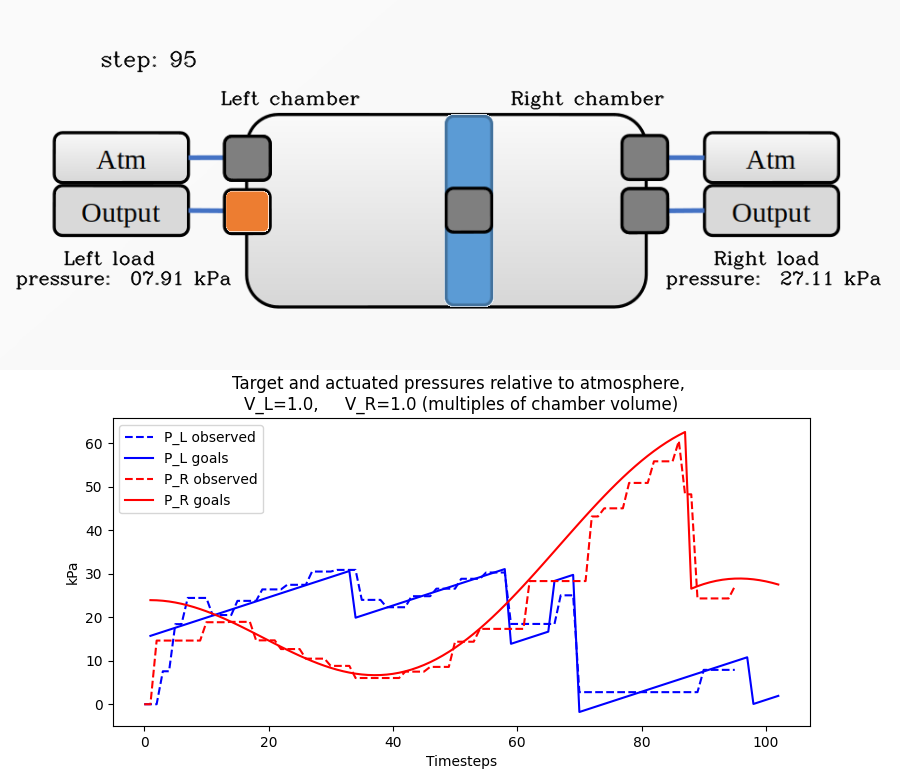 step: 95
Left chamber
Right chamber
Atm
Output
Left load
pressure: 07.91 kPa
Atm
Output
Right load
pressure: 27.11 kPa
Target and actuated pressures relative to atmosphere,
V_L=1.0, V_R=1.0 (multiples of chamber volume)
P_L observed
P_L goals
P_R observed
P_R goals
kPa
60
50
40
30
20
10
0
0 20 40 60 80 100
Timesteps